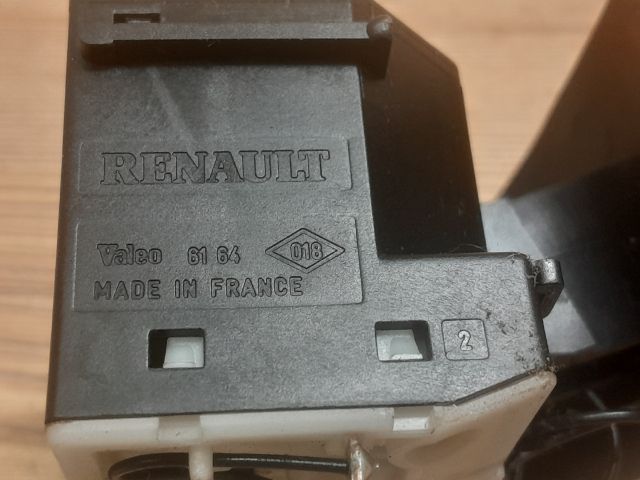 RENAULT
Valeo 61 64 018
MADE IN FRANCE
2